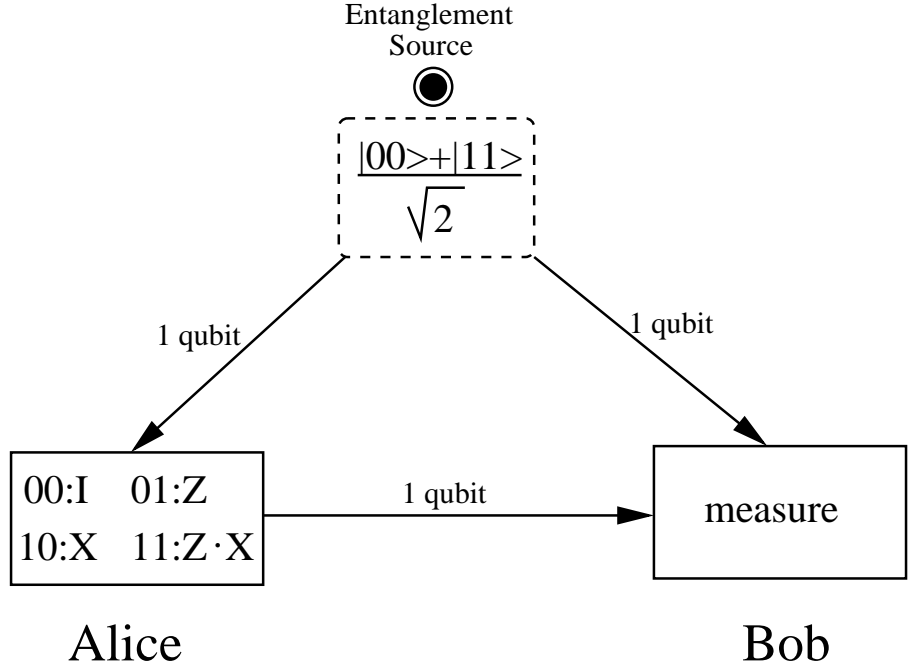 Entanglement
Source
|00>+|11>
√2
1 qubit
1 qubit
00:I 01:Z
1 qubit
measure
10:X 11:Z·X
Alice
Bob